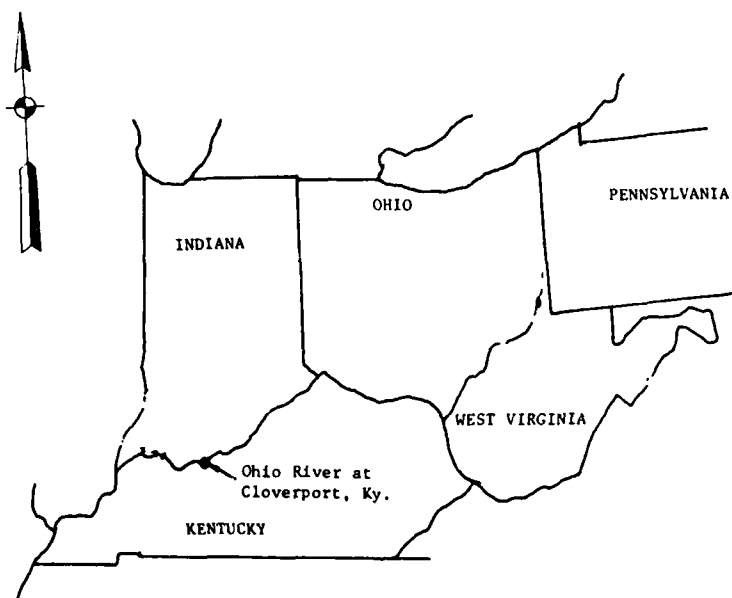 OHIO
PENNSYLVANIA
INDIANA
WEST VIRGINIA
Ohio River at
Cloverport, Ky.
KENTUCKY